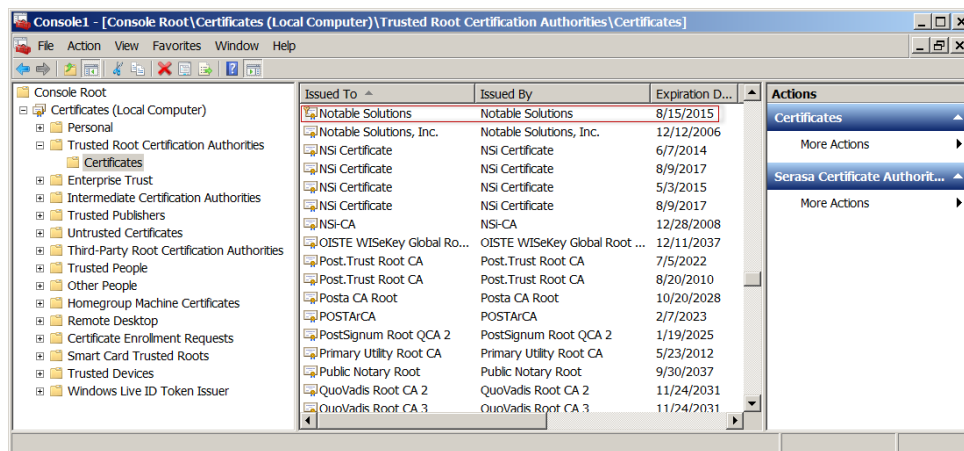 Console1 - [Console Root\Certificates (Local Computer)\Trusted Root Certification Authorities\Certificates]
File Action View Favorites Window Help
Console Root
Certificates (Local Computer)
Personal
Trusted Root Certification Authorities
Certificates
Enterprise Trust
Intermediate Certification Authorities
Trusted Publishers
Untrusted Certificates
Third-Party Root Certification Authorities
Trusted People
Other People
Homegroup Machine Certificates
Remote Desktop
Certificate Enrollment Requests
Smart Card Trusted Roots
Trusted Devices
Windows Live ID Token Issuer
Issued To Issued By Expiration D...
Notable Solutions Notable Solutions 8/15/2015
Notable Solutions, Inc. Notable Solutions, Inc. 12/12/2006
NSi Certificate NSi Certificate 6/7/2014
NSi Certificate NSi Certificate 8/9/2017
NSi Certificate NSi Certificate 5/3/2015
NSi Certificate NSi Certificate 8/9/2017
NSi-CA NSi-CA 12/28/2008
OISTE WISeKey Global Ro... OISTE WISeKey Global Root ... 12/11/2037
Post.Trust Root CA Post.Trust Root CA 7/5/2022
Post.Trust Root CA Post.Trust Root CA 8/20/2010
Posta CA Root Posta CA Root 10/20/2028
POSTArCA POSTArCA 2/7/2023
PostSignum Root QCA 2 PostSignum Root QCA 2 1/19/2025
Primary Utility Root CA Primary Utility Root CA 5/23/2012
Public Notary Root Public Notary Root 9/30/2037
QuoVadis Root CA 2 QuoVadis Root CA 2 11/24/2031
QuoVadis Root CA 3 QuoVadis Root CA 3 11/24/2031
Actions
Certificates
More Actions
Serasa Certificate Authorit...
More Actions